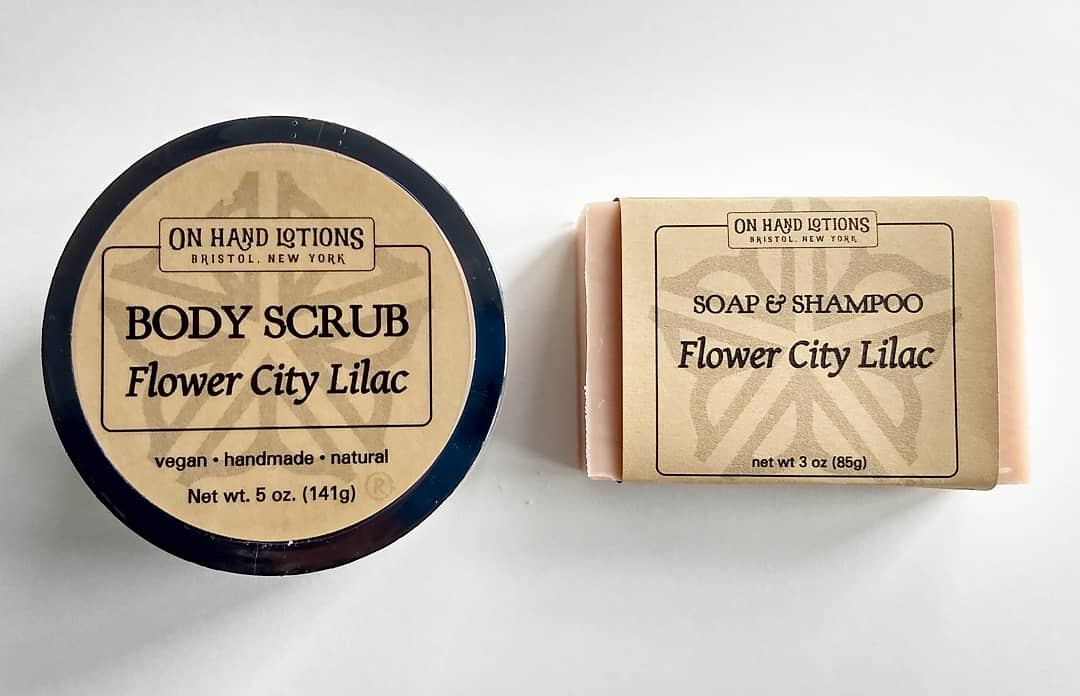 ON HAND LOTIONS
BRISTOL, NEW YORK
BODY SCRUB
Flower City Lilac
vegan • handmade • natural
Net wt. 5 oz. (141g)
®
ON HAND LOTIONS
BRISTOL, NEW YORK
SOAP & SHAMPOO
Flower City Lilac
net wt 3 oz (85g)